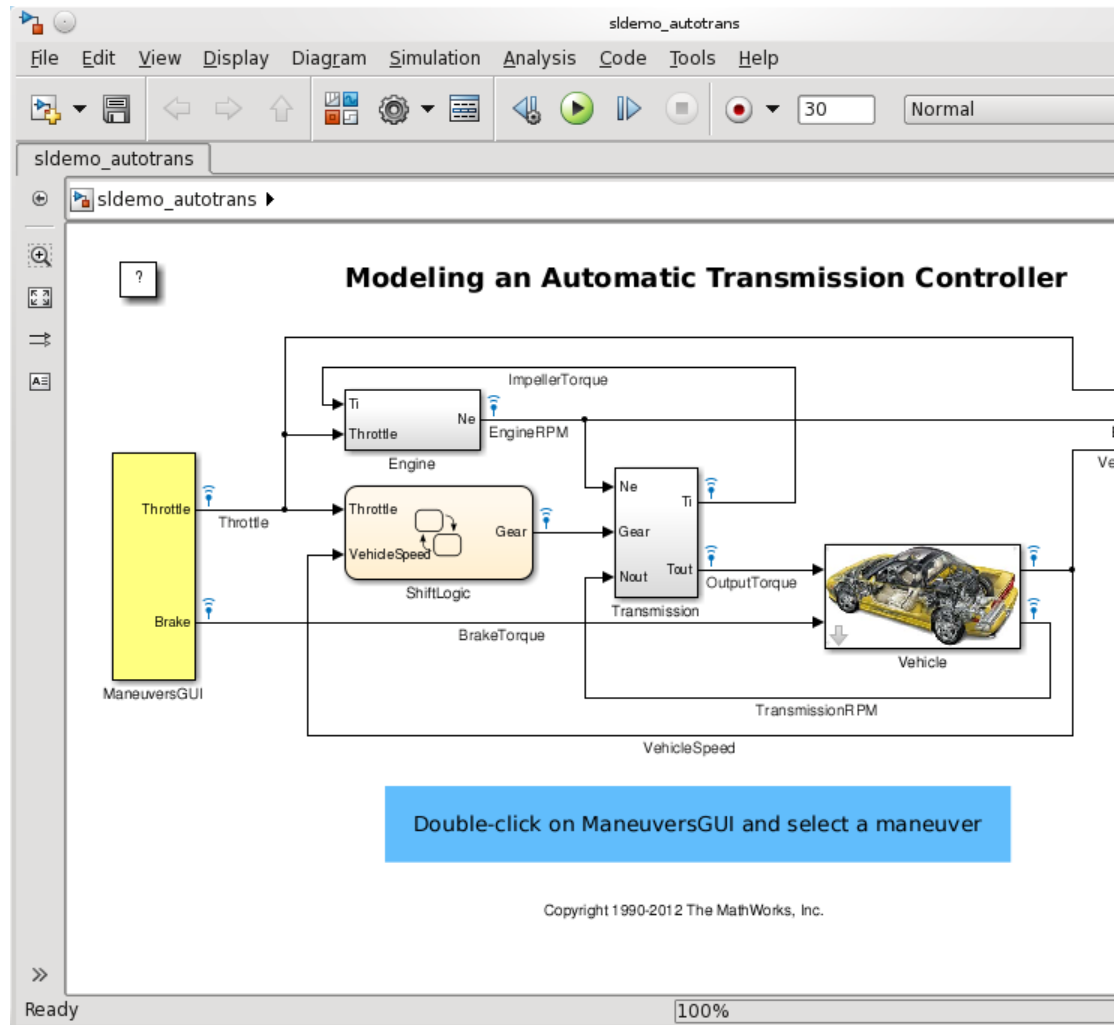 sldemo_autotrans
File Edit View Display Diagram Simulation Analysis Code Tools Help
30 Normal
sldemo_autotrans
sldemo_autotrans
?
Modeling an Automatic Transmission Controller
ImpellerTorque
Ti
Ne
Throttle
EngineRPM
Engine
Ne
Ti
Throttle
Throttle
Throttle
Gear
Gear
VehicleSpeed
ShiftLogic
Nout
Tout
OutputTorque
Transmission
Brake
BrakeTorque
Vehicle
ManeuversGUI
TransmissionRPM
VehicleSpeed
Double-click on ManeuversGUI and select a maneuver
Copyright 1990-2012 The MathWorks, Inc.
Ready
100%